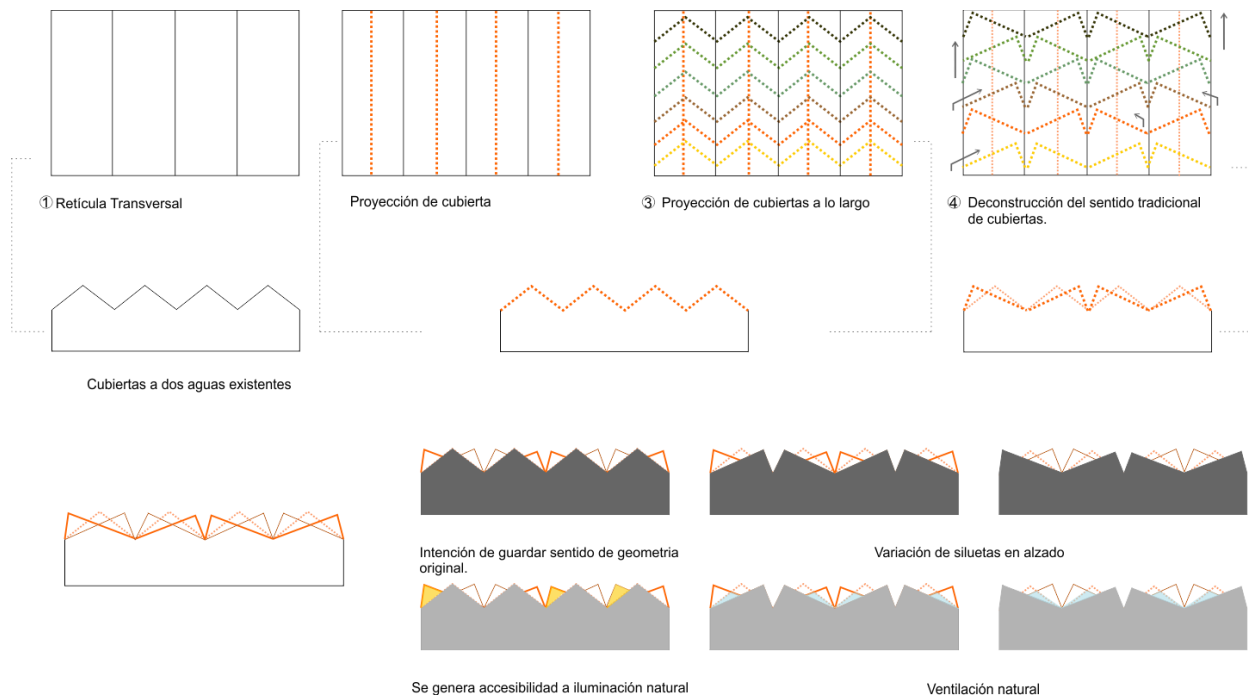 ① Retícula Transversal
Proyección de cubierta
③ Proyección de cubiertas a lo largo
④ Deconstrucción del sentido tradicional
de cubiertas.
Cubiertas a dos aguas existentes
Intención de guardar sentido de geometria
original.
Variación de siluetas en alzado
Se genera accesibilidad a iluminación natural
Ventilación natural